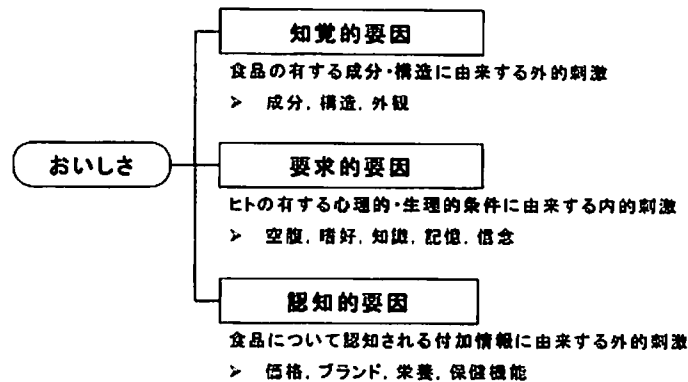 知覚的要因
食品の有する成分・構造に由来する外的刺激
➢ 成分, 構造, 外観
おいしさ
要求的要因
ヒトの有する心理的・生理的条件に由来する内的刺激
➢ 空腹, 嗜好, 知識, 記憶, 信念
認知的要因
食品について認知される付加情報に由来する外的刺激
➢ 価格, ブランド, 栄養, 保健機能